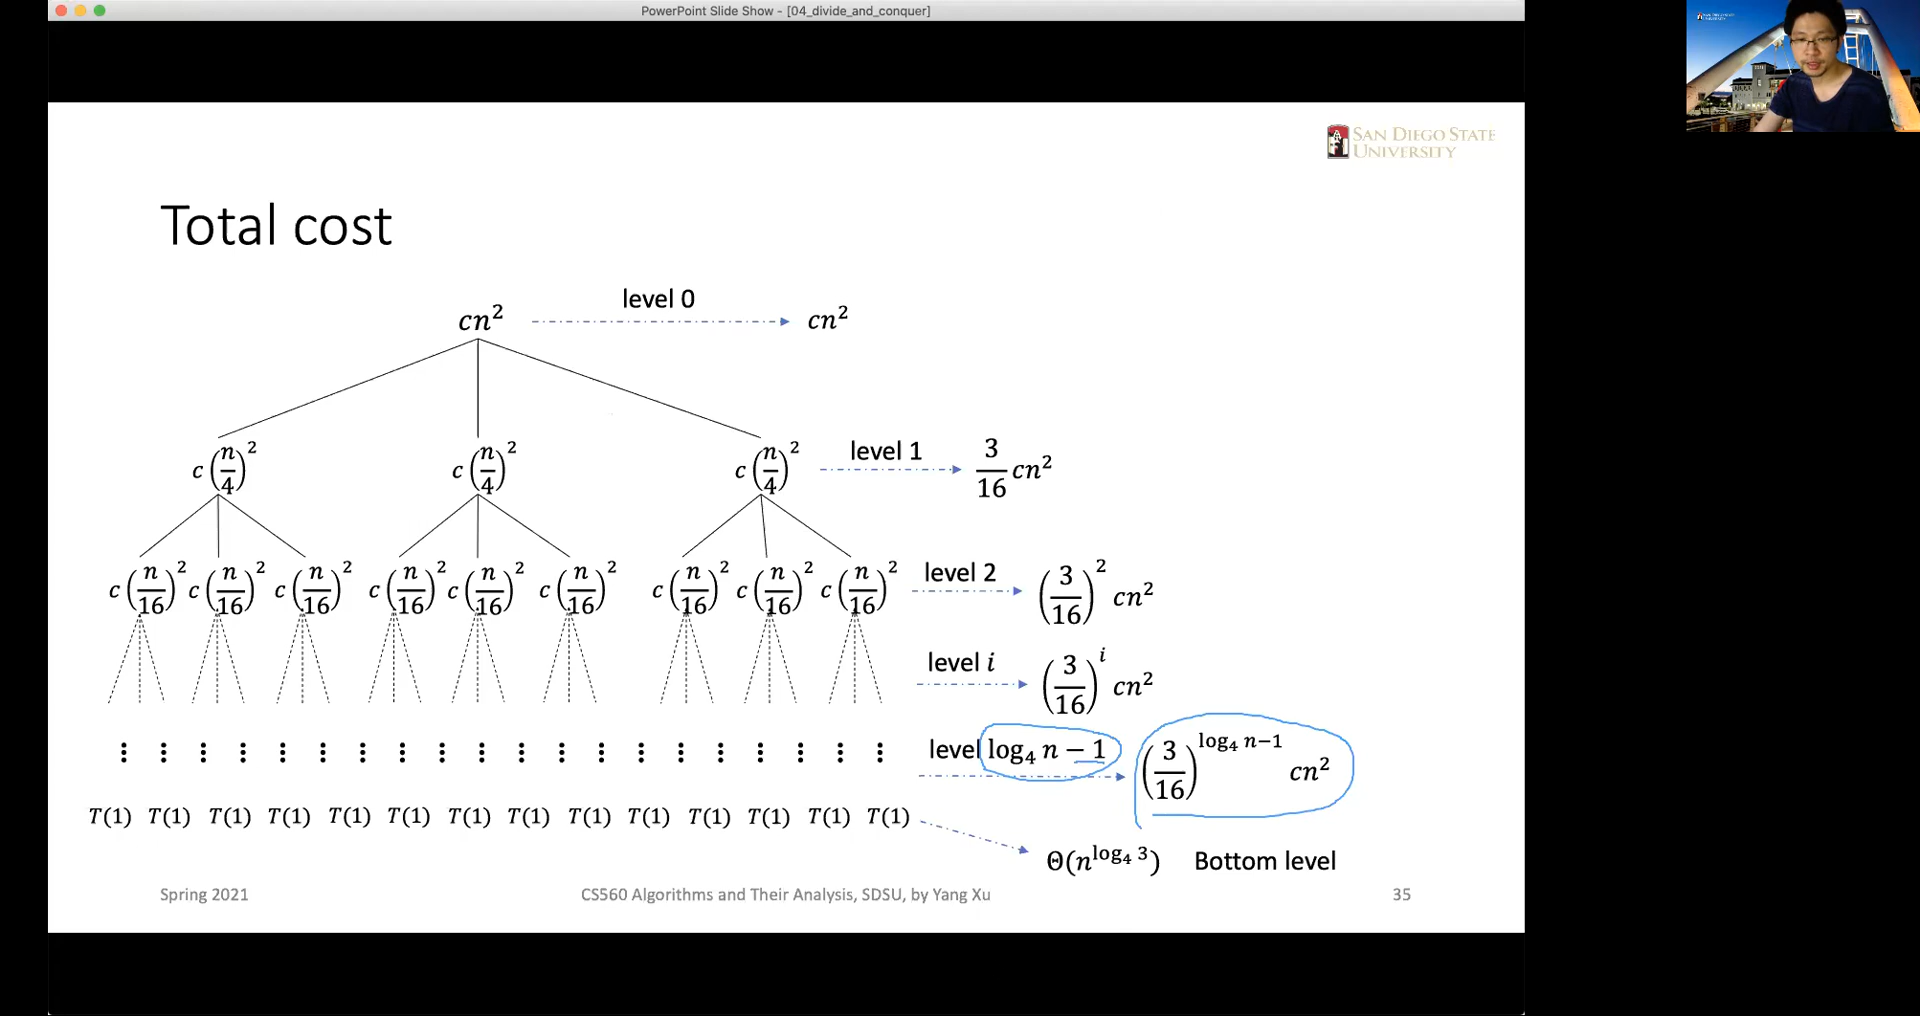 PowerPoint Slide Show - [04_divide_and_conquer]
SAN DIEGO STATE
UNIVERSITY
Total cost
level 0
cn² cn²
c(n/4)² c(n/4)² c(n/4)² level 1 3/16 cn²
c(n/16)² c(n/16)² c(n/16)² c(n/16)² c(n/16)² c(n/16)² c(n/16)² c(n/16)² c(n/16)² level 2 (3/16)² cn²
level i (3/16)^i cn²
level log₄ n − 1 (3/16)^(log₄ n−1) cn²
T(1) T(1) T(1) T(1) T(1) T(1) T(1) T(1) T(1) T(1) T(1) T(1) T(1) T(1)
Θ(n^(log₄ 3)) Bottom level
Spring 2021 CS560 Algorithms and Their Analysis, SDSU, by Yang Xu 35